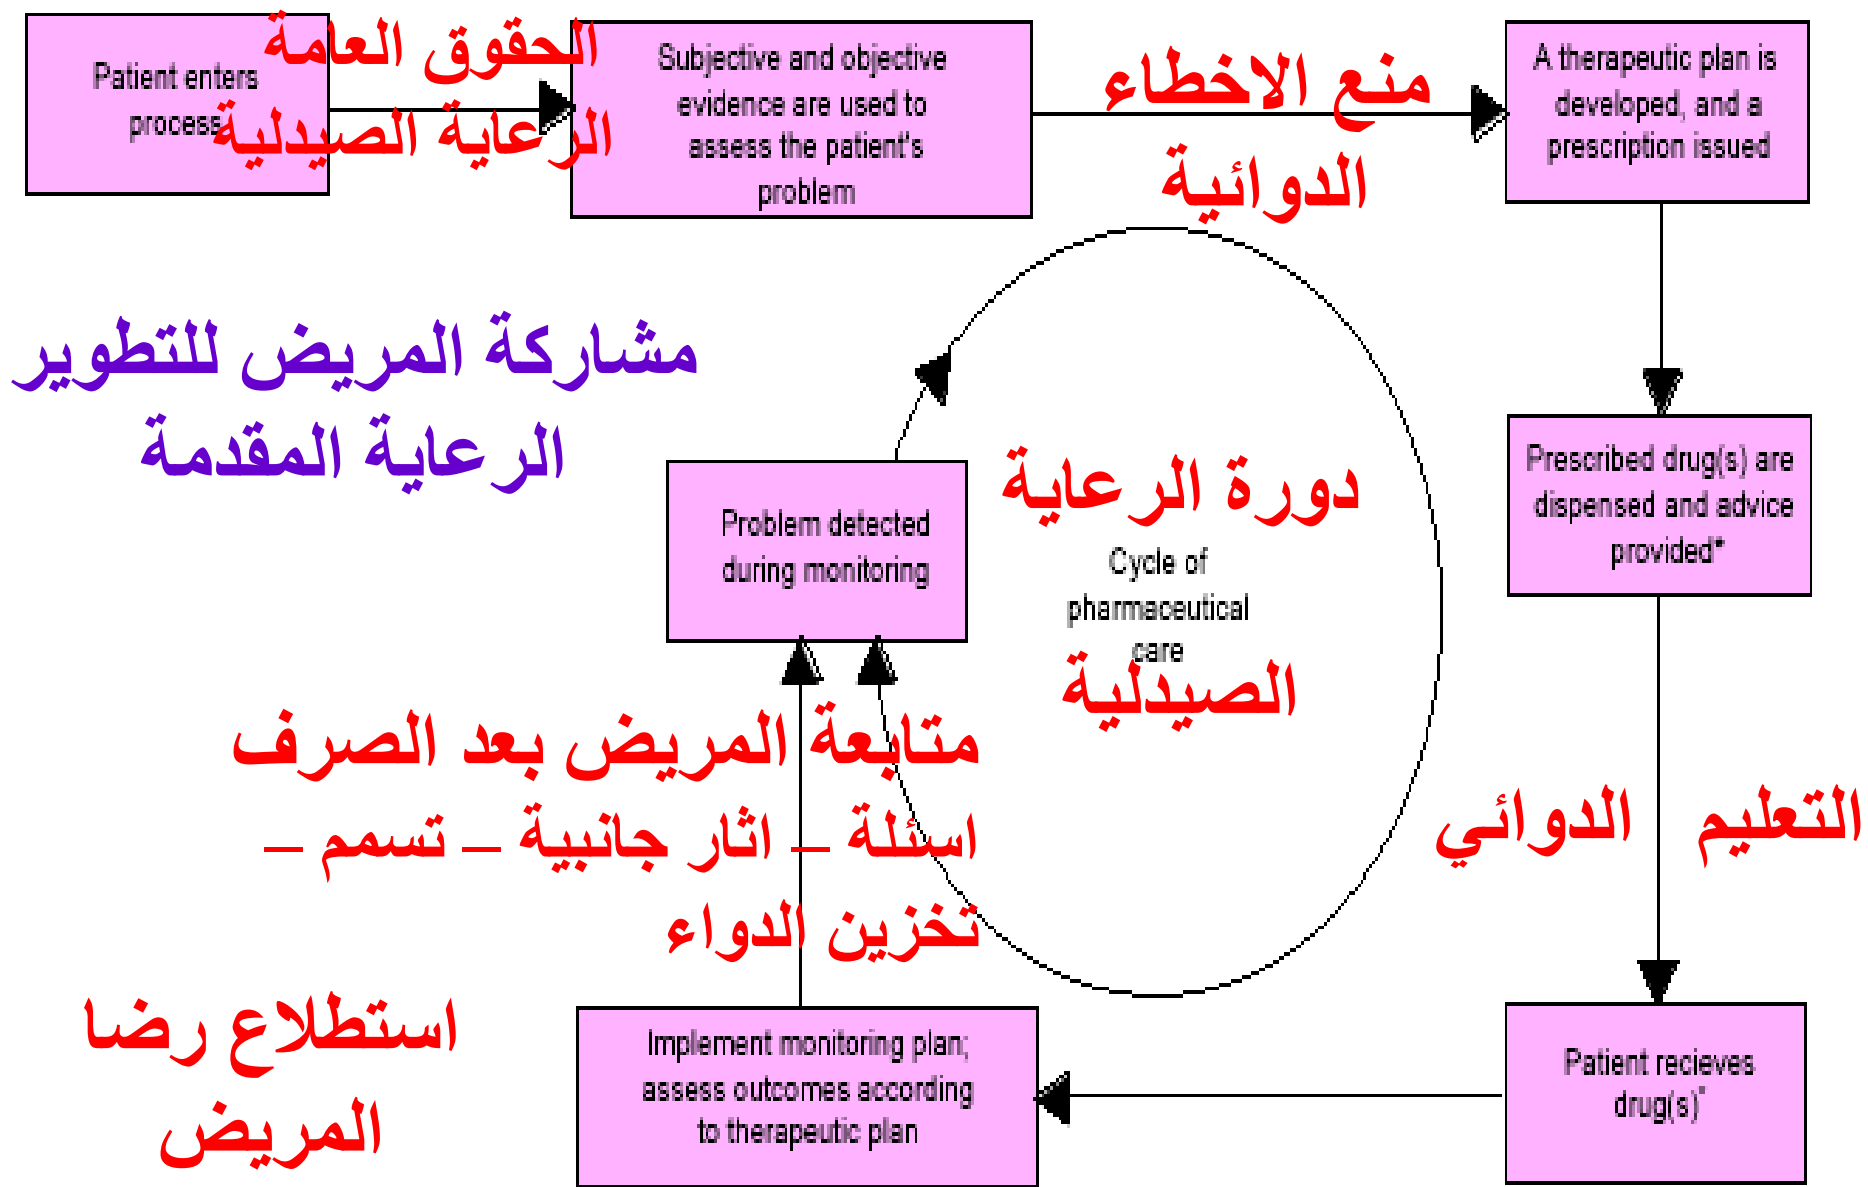 Patient enters
process
الحقوق العامة
الرعاية الصيدلية
Subjective and objective
evidence are used to
assess the patient's
problem
منع الاخطاء
الدوائية
A therapeutic plan is
developed, and a
prescription issued
مشاركة المريض للتطوير
الرعاية المقدمة
Problem detected
during monitoring
دورة الرعاية
Cycle of
pharmaceutical
care
الصيدلية
Prescribed drug(s) are
dispensed and advice
provided*
متابعة المريض بعد الصرف
اسئلة – اثار جانبية – تسمم –
تخزين الدواء
التعليم الدوائي
استطلاع رضا
المريض
Implement monitoring plan;
assess outcomes according
to therapeutic plan
Patient recieves
drug(s)*